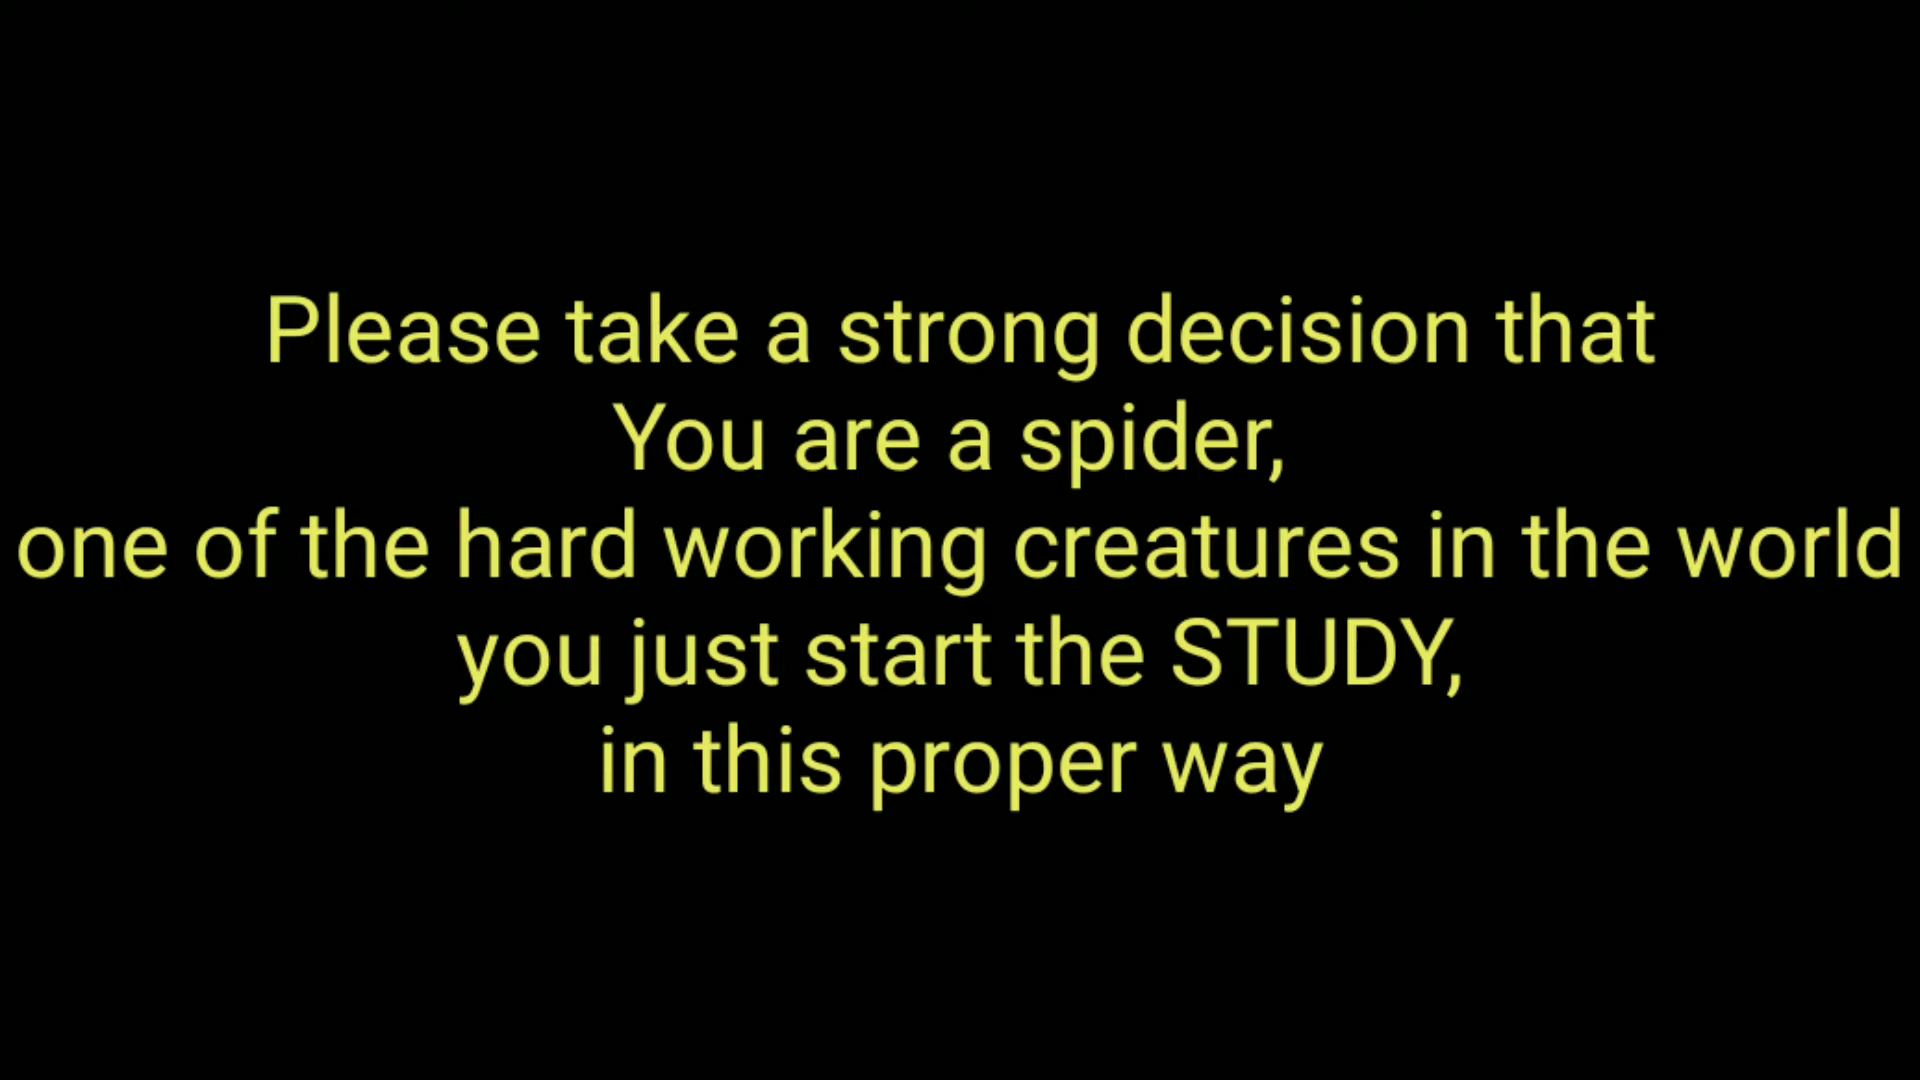 Please take a strong decision that
You are a spider,
one of the hard working creatures in the world
you just start the STUDY,
in this proper way